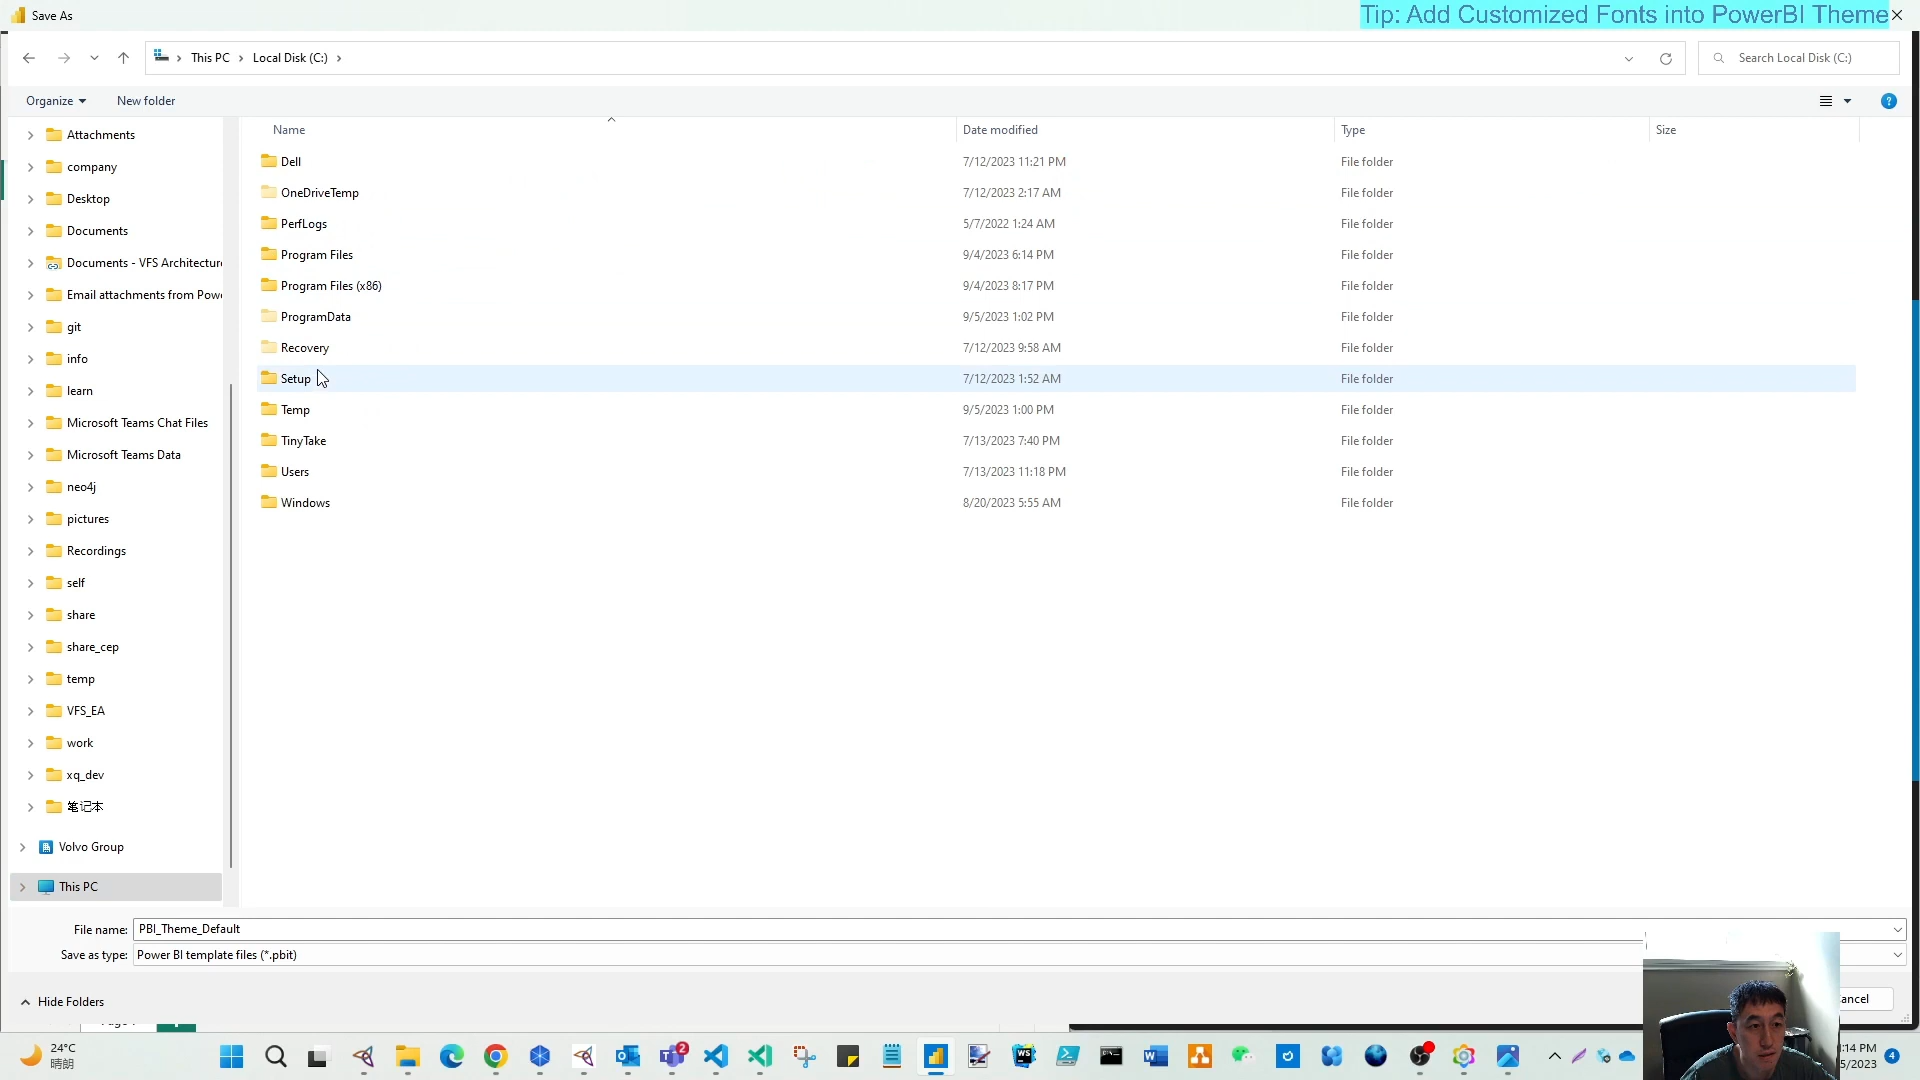 Save As
Tip: Add Customized Fonts into PowerBI Theme
This PC
Local Disk (C:)
Search Local Disk (C:)
Organize
New folder
Name
Date modified
Type
Size
Attachments
company
Desktop
Documents
Documents - VFS Architectur
Email attachments from Pow
git
info
learn
Microsoft Teams Chat Files
Microsoft Teams Data
neo4j
pictures
Recordings
self
share
share_cep
temp
VFS_EA
work
xq_dev
笔记本
Volvo Group
This PC
Dell 7/12/2023 11:21 PM File folder
OneDriveTemp 7/12/2023 2:17 AM File folder
PerfLogs 5/7/2022 1:24 AM File folder
Program Files 9/4/2023 6:14 PM File folder
Program Files (x86) 9/4/2023 8:17 PM File folder
ProgramData 9/5/2023 1:02 PM File folder
Recovery 7/12/2023 9:58 AM File folder
Setup 7/12/2023 1:52 AM File folder
Temp 9/5/2023 1:00 PM File folder
TinyTake 7/13/2023 7:40 PM File folder
Users 7/13/2023 11:18 PM File folder
Windows 8/20/2023 5:55 AM File folder
File name: PBI_Theme_Default
Save as type: Power BI template files (*.pbit)
Hide Folders
ancel
24°C
晴朗
2
WS
:14 PM
5/2023
4